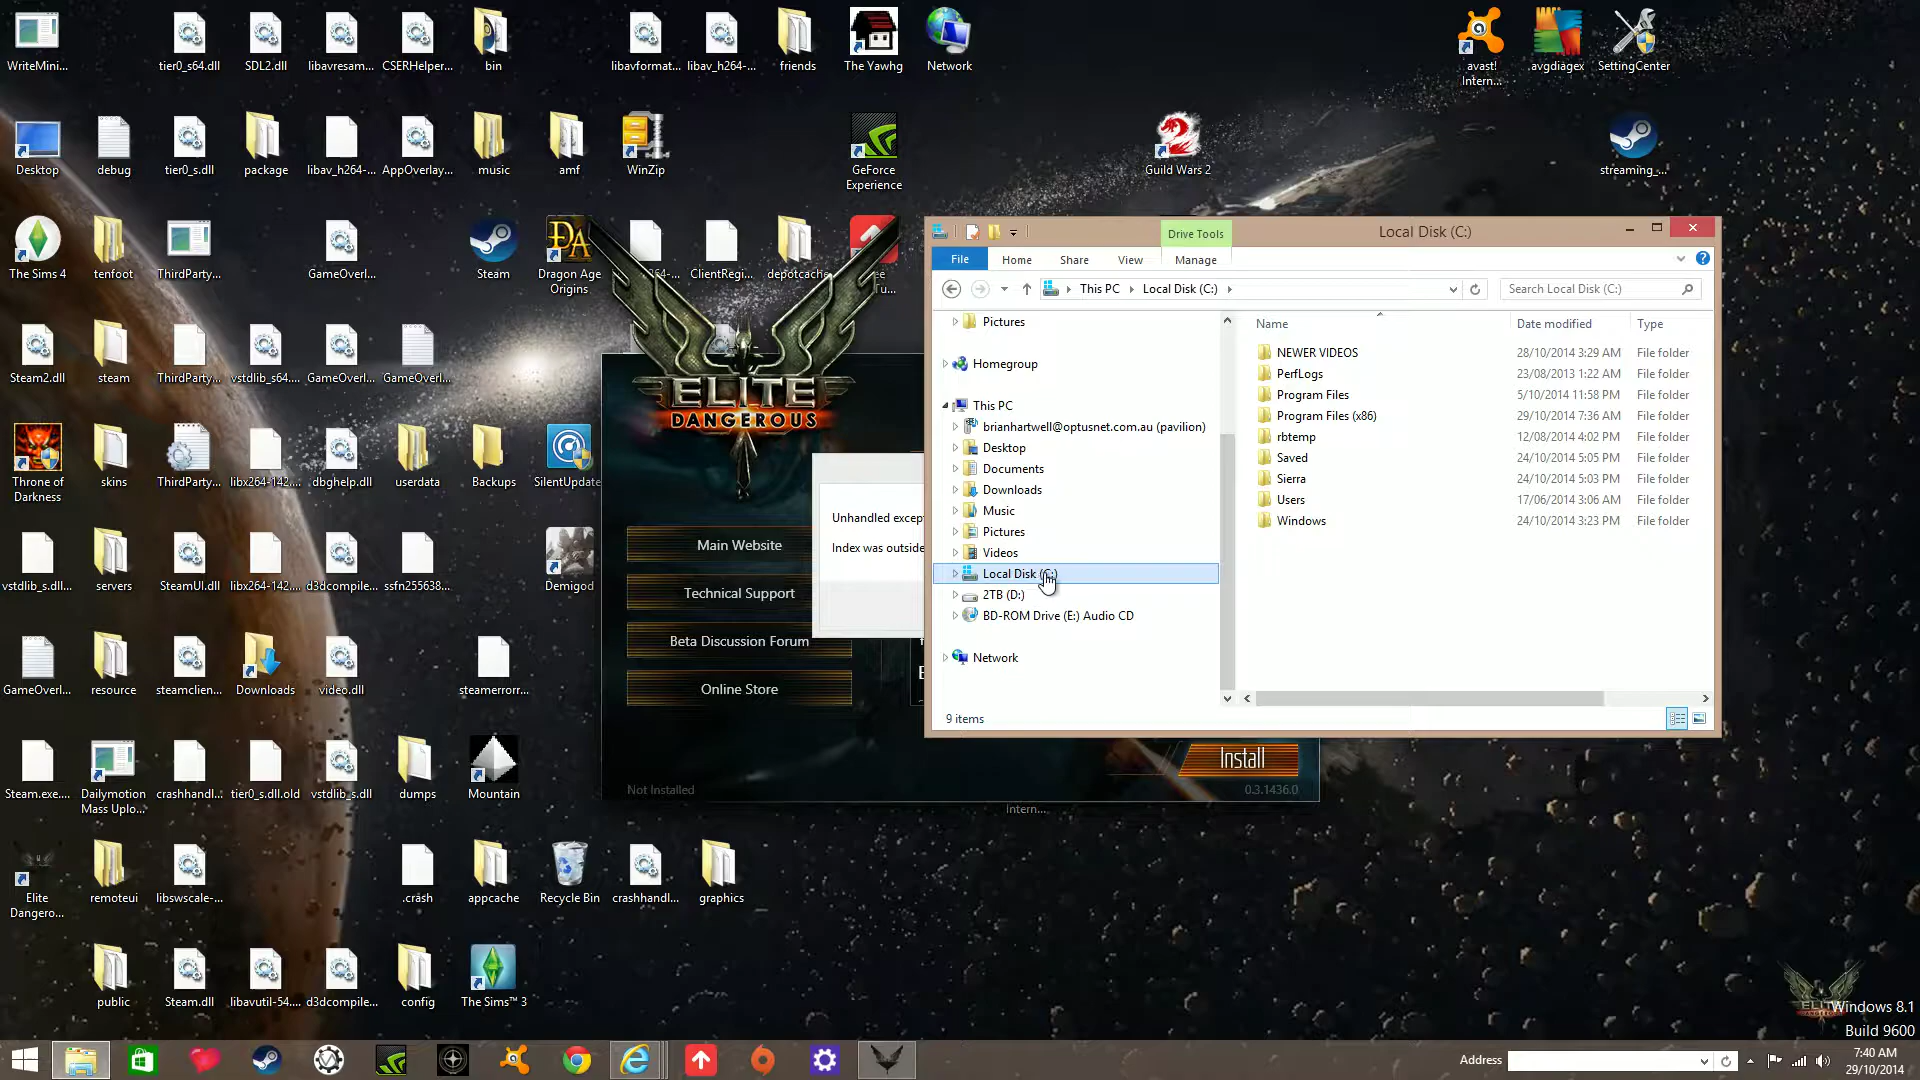 WriteMini...
tier0_s64.dll
SDL2.dll
libavresam...
CSERHelper...
bin
libavformat...
libav_h264-...
friends
The Yawhg
Network
avast!
Intern...
avgdiagex
SettingCenter
Desktop
debug
tier0_s.dll
package
libav_h264-...
AppOverlay...
music
amf
WinZip
GeForce
Experience
Guild Wars 2
streaming_...
The Sims 4
tenfoot
ThirdParty...
GameOverl...
Steam
Dragon Age
Origins
ClientRegi...
depotcache
Steam2.dll
steam
ThirdParty...
vstdlib_s64....
GameOverl...
GameOverl...
Throne of
Darkness
skins
ThirdParty...
libx264-142....
dbghelp.dll
userdata
Backups
SilentUpdate
vstdlib_s.dll...
servers
SteamUI.dll
libx264-142....
d3dcompile...
ssfn255638...
Demigod
GameOverl...
resource
steamclien...
Downloads
video.dll
steamerrorr...
Steam.exe....
Dailymotion
Mass Uplo...
crashhandl...
tier0_s.dll.old
vstdlib_s.dll
dumps
Mountain
Elite
Dangero...
remoteui
libswscale-...
.crash
appcache
Recycle Bin
crashhandl...
graphics
public
Steam.dll
libavutil-54....
d3dcompile...
config
The Sims™ 3
ELITE
DANGEROUS
Main Website
Technical Support
Beta Discussion Forum
Online Store
Not Installed
Install
0.3.1436.0
Intern...
Unhandled excep
Index was outside
Drive Tools
Local Disk (C:)
File
Home
Share
View
Manage
This PC
Local Disk (C:)
Search Local Disk (C:)
Pictures
Homegroup
This PC
brianhartwell@optusnet.com.au (pavilion)
Desktop
Documents
Downloads
Music
Pictures
Videos
Local Disk (C:)
2TB (D:)
BD-ROM Drive (E:) Audio CD
Network
Name Date modified Type
NEWER VIDEOS 28/10/2014 3:29 AM File folder
PerfLogs 23/08/2013 1:22 AM File folder
Program Files 5/10/2014 11:58 PM File folder
Program Files (x86) 29/10/2014 7:36 AM File folder
rbtemp 12/08/2014 4:02 PM File folder
Saved 24/10/2014 5:05 PM File folder
Sierra 24/10/2014 5:03 PM File folder
Users 17/06/2014 3:06 AM File folder
Windows 24/10/2014 3:23 PM File folder
9 items
Windows 8.1
Build 9600
Address
7:40 AM
29/10/2014